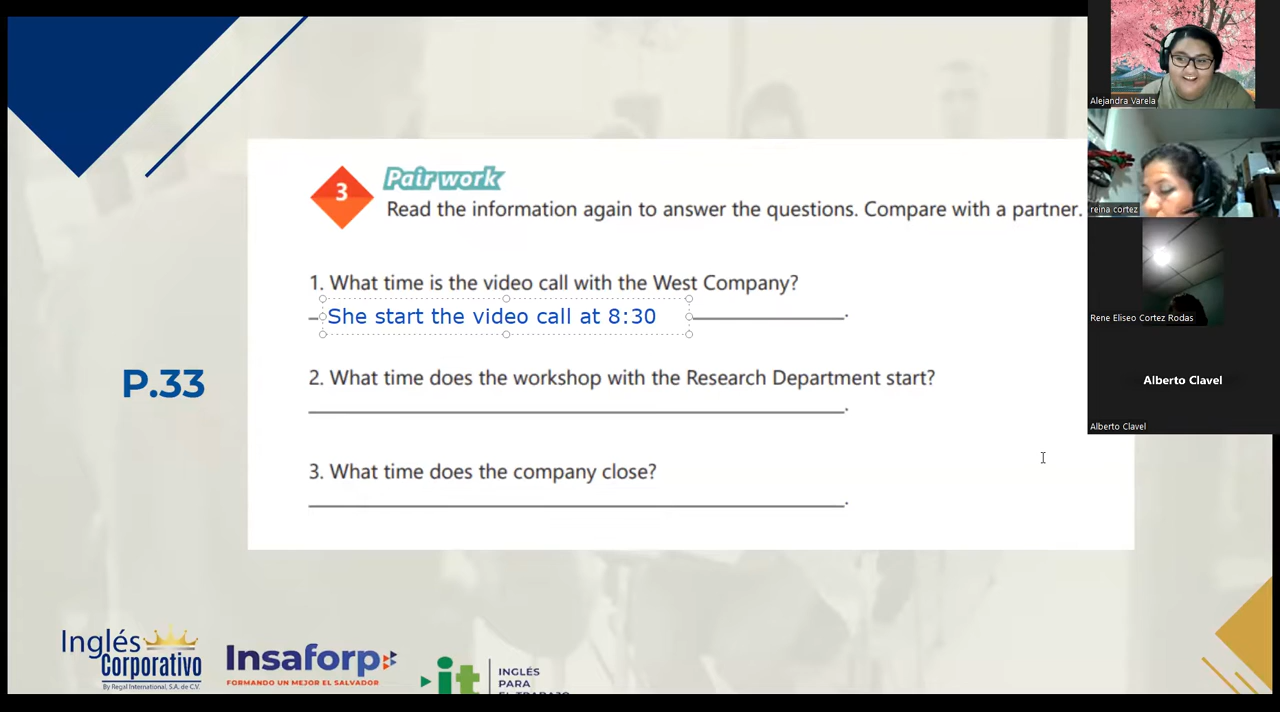 3
Pair work
Read the information again to answer the questions. Compare with a partner.
1. What time is the video call with the West Company?
She start the video call at 8:30
2. What time does the workshop with the Research Department start?
3. What time does the company close?
P.33
Inglés
Corporativo
By Regal International, S.A. de C.V.
Insaforp
FORMANDO UN MEJOR EL SALVADOR
it
INGLÉS
PARA
EL TRABAJO
Alejandra Varela
reina cortez
Rene Eliseo Cortez Rodas
Alberto Clavel
Alberto Clavel